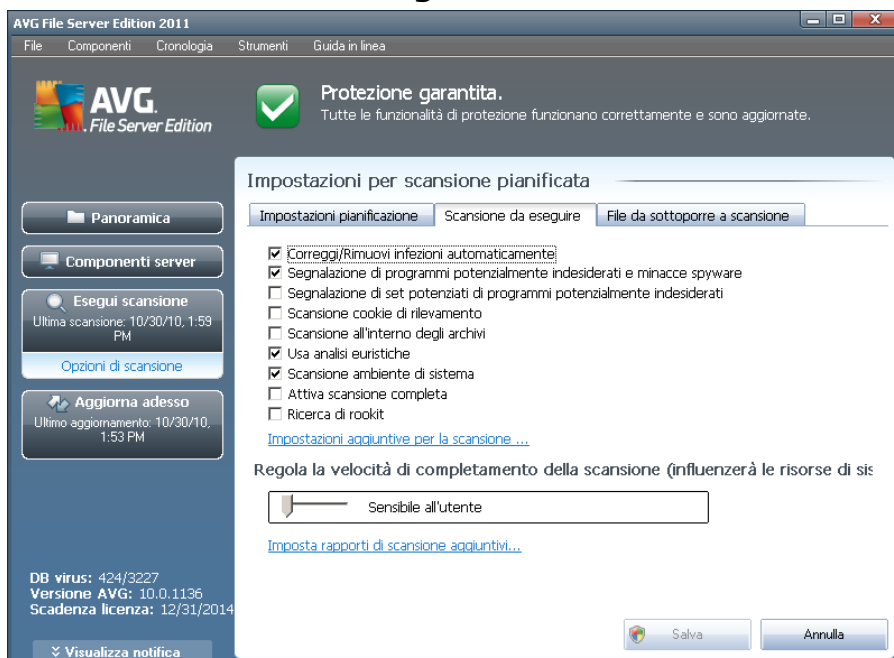 AVG File Server Edition 2011
File Componenti Cronologia Strumenti Guida in linea
AVG.
File Server Edition
Protezione garantita.
Tutte le funzionalità di protezione funzionano correttamente e sono aggiornate.
Impostazioni per scansione pianificata
Panoramica
Componenti server
Esegui scansione
Ultima scansione: 10/30/10, 1:59
PM
Opzioni di scansione
Aggiorna adesso
Ultimo aggiornamento: 10/30/10,
1:53 PM
Impostazioni pianificazione Scansione da eseguire File da sottoporre a scansione
Correggi/Rimuovi infezioni automaticamente
Segnalazione di programmi potenzialmente indesiderati e minacce spyware
Segnalazione di set potenziati di programmi potenzialmente indesiderati
Scansione cookie di rilevamento
Scansione all'interno degli archivi
Usa analisi euristiche
Scansione ambiente di sistema
Attiva scansione completa
Ricerca di rookit
Impostazioni aggiuntive per la scansione ...
Regola la velocità di completamento della scansione (influenzerà le risorse di sis
Sensibile all'utente
Imposta rapporti di scansione aggiuntivi...
DB virus: 424/3227
Versione AVG: 10.0.1136
Scadenza licenza: 12/31/2014
Visualizza notifica
Salva Annulla